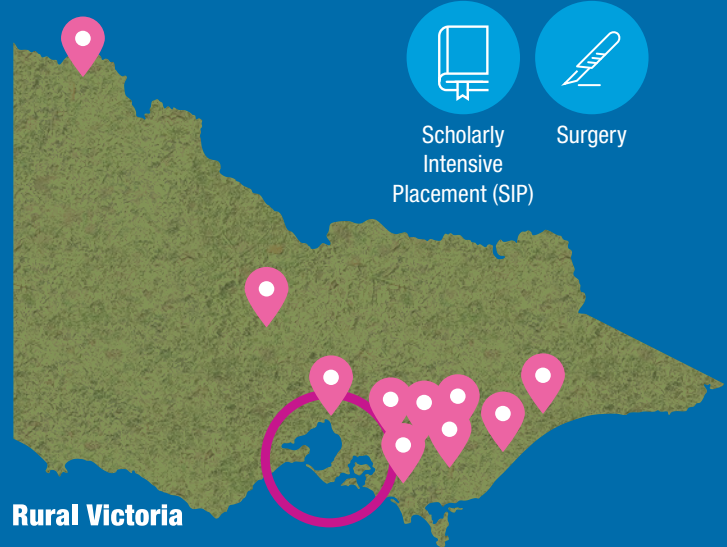 Scholarly
Intensive
Placement (SIP)
Surgery
Rural Victoria